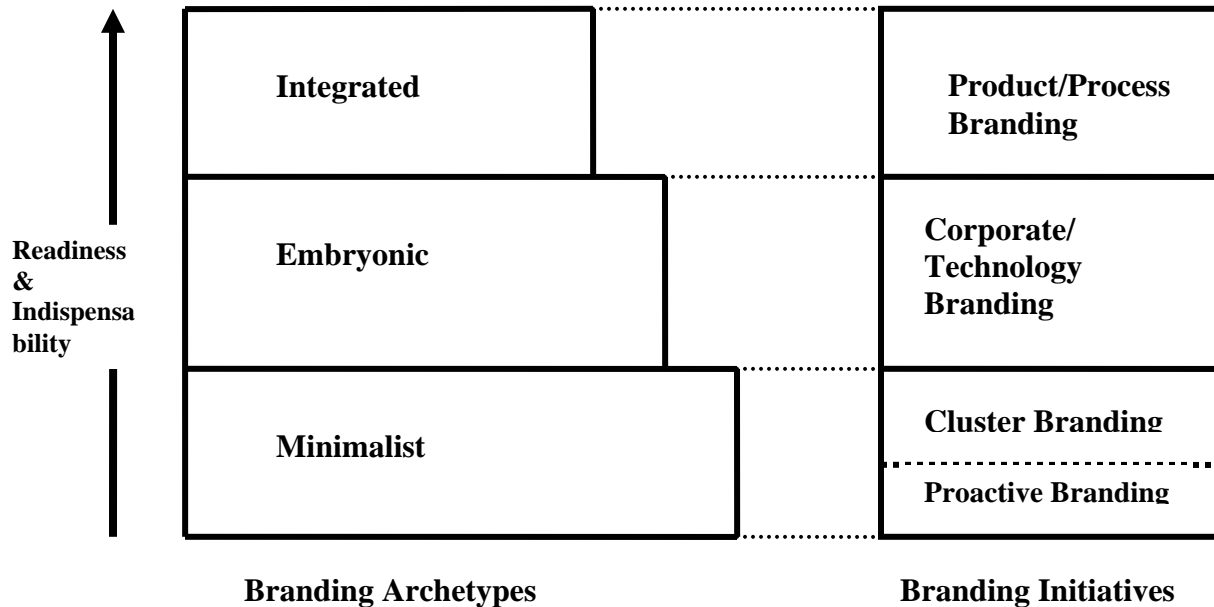 Integrated
Product/Process
Branding
Readiness
&
Indispensa
bility
Embryonic
Corporate/
Technology
Branding
Minimalist
Cluster Branding
Proactive Branding
Branding Archetypes
Branding Initiatives